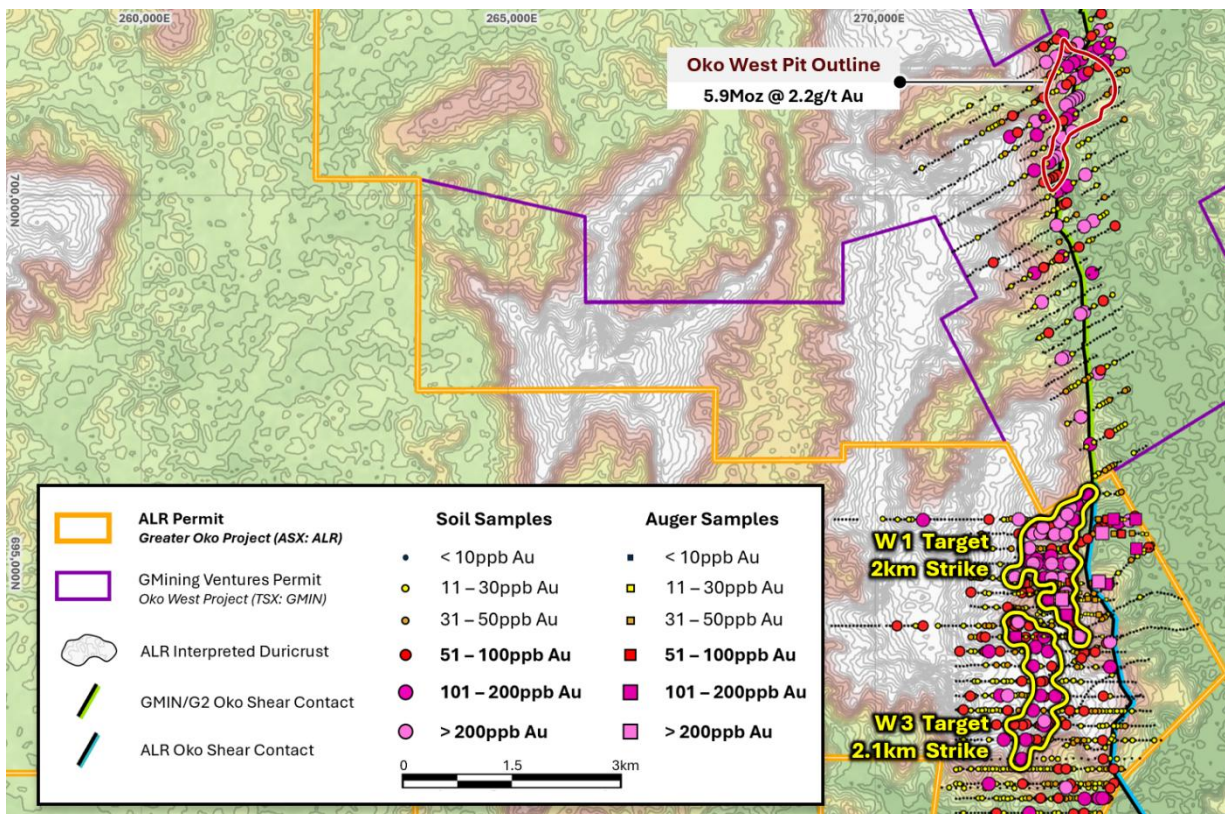 260,000E
265,000E
270,000E
Oko West Pit Outline
5.9Moz @ 2.2g/t Au
700,000N
695,000N
W1 Target
2km Strike
W3 Target
2.1km Strike
ALR Permit
Greater Oko Project (ASX: ALR)
GMining Ventures Permit
Oko West Project (TSX: GMIN)
ALR Interpreted Duricrust
GMIN/G2 Oko Shear Contact
ALR Oko Shear Contact
Soil Samples
< 10ppb Au
11 – 30ppb Au
31 – 50ppb Au
51 – 100ppb Au
101 – 200ppb Au
> 200ppb Au
Auger Samples
< 10ppb Au
11 – 30ppb Au
31 – 50ppb Au
51 – 100ppb Au
101 – 200ppb Au
> 200ppb Au
0 1.5 3km